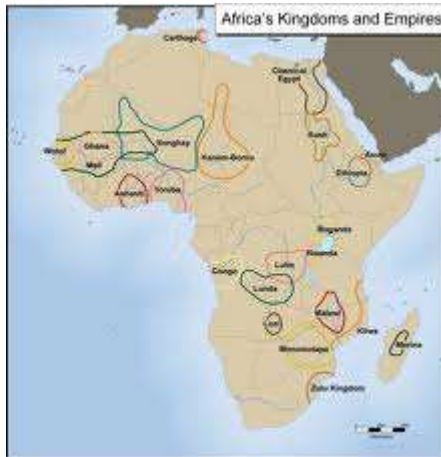 Africa's Kingdoms and Empires
Carthage
Classical
Egypt
Kush
Axum
Ethiopia
Wolof
Ghana
Mali
Songhay
Kanem-Bornu
Ashanti
Yoruba
Buganda
Rwanda
Congo
Luba
Lunda
Lozi
Malawi
Kilwa
Merina
Monomotapa
Zulu Kingdom